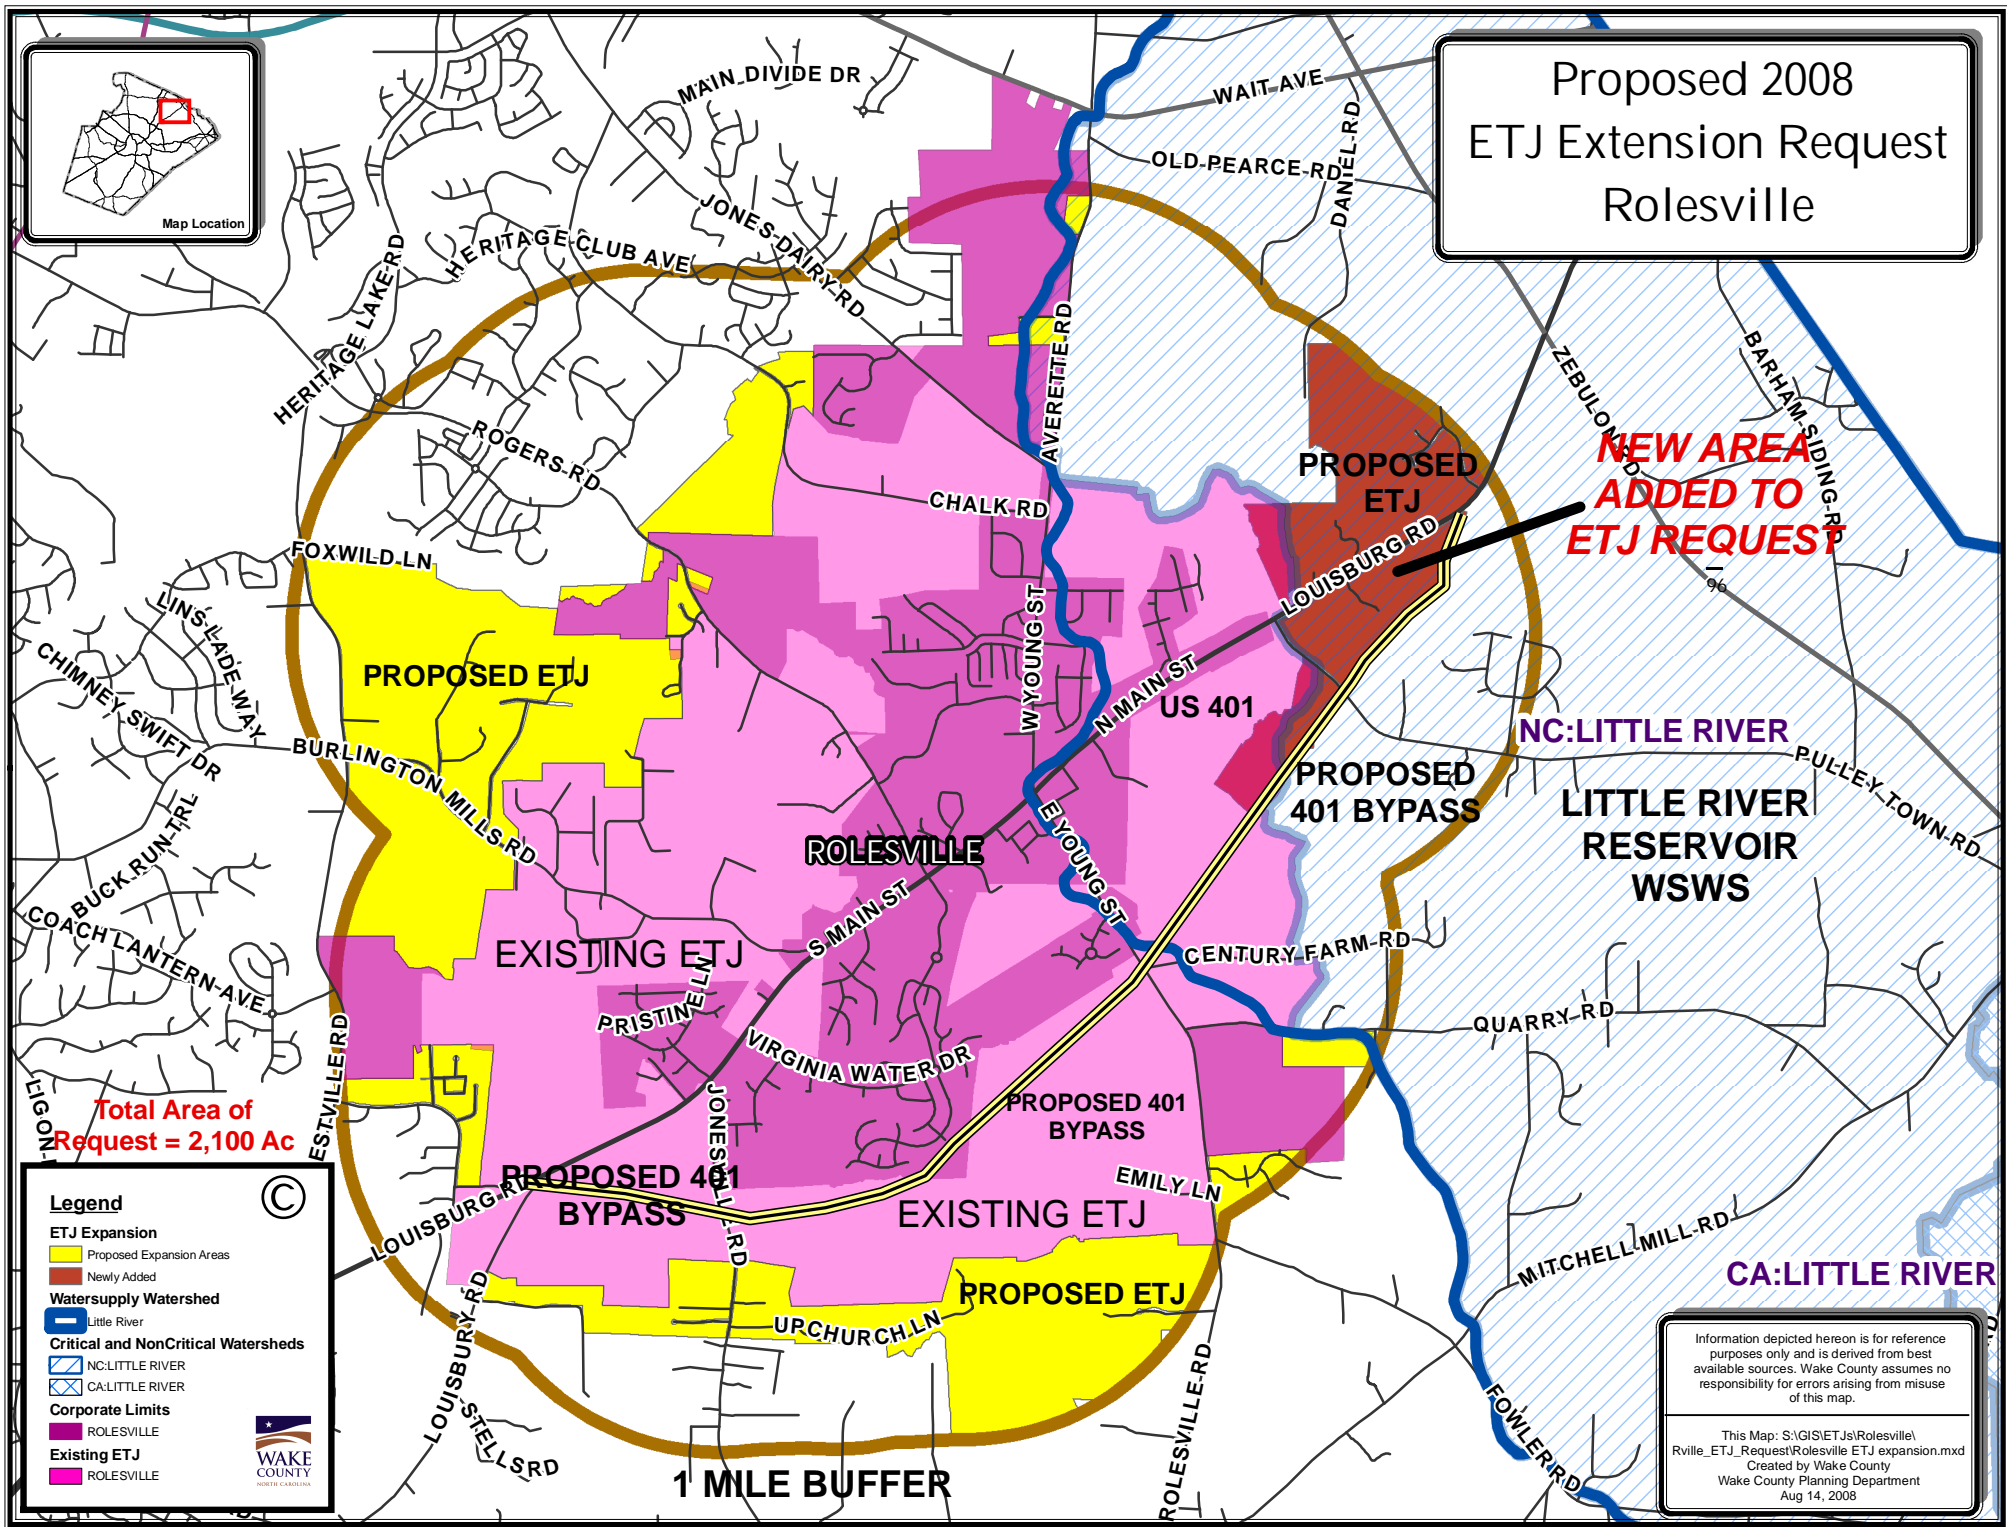 Proposed 2008
ETJ Extension Request
Rolesville
Map Location
MAIN DIVIDE DR
WAIT AVE
OLD PEARCE RD
DANIEL RD
JONES DAIRY RD
HERITAGE CLUB AVE
HERITAGE LAKE RD
AVERETTE RD
ZEBULON RD
BARHAM SIDING RD
ROGERS RD
CHALK RD
PROPOSED
ETJ
NEW AREA
ADDED TO
ETJ REQUEST
LOUISBURG RD
96
FOXWILD LN
LINS LADE WAY
CHIMNEY SWIFT DR
PROPOSED ETJ
W YOUNG ST
N MAIN ST
US 401
NC:LITTLE RIVER
PULLEY TOWN RD
BURLINGTON MILLS RD
PROPOSED
401 BYPASS
LITTLE RIVER
RESERVOIR
WSWS
BUCK RUN TRL
ROLESVILLE
E YOUNG ST
COACH LANTERN AVE
S MAIN ST
EXISTING ETJ
CENTURY FARM RD
PRISTINE LN
QUARRY RD
VIRGINIA WATER DR
ESTVILLE RD
LIGON
JONESVILLE RD
Total Area of
Request = 2,100 Ac
PROPOSED 401
BYPASS
PROPOSED 401
BYPASS
EMILY LN
EXISTING ETJ
LOUISBURG RD
MITCHELL MILL RD
CA:LITTLE RIVER
PROPOSED ETJ
UPCHURCH LN
LOUISBURY RD
STELLS RD
ROLESVILLE RD
FOWLER RD
1 MILE BUFFER
Legend
©
ETJ Expansion
Proposed Expansion Areas
Newly Added
Watersupply Watershed
Little River
Critical and NonCritical Watersheds
NC:LITTLE RIVER
CA:LITTLE RIVER
Corporate Limits
ROLESVILLE
Existing ETJ
ROLESVILLE
WAKE
COUNTY
NORTH CAROLINA
Information depicted hereon is for reference
purposes only and is derived from best
available sources. Wake County assumes no
responsibility for errors arising from misuse
of this map.
This Map: S:\GIS\ETJs\Rolesville\
Rville_ETJ_Request\Rolesville ETJ expansion.mxd
Created by Wake County
Wake County Planning Department
Aug 14, 2008